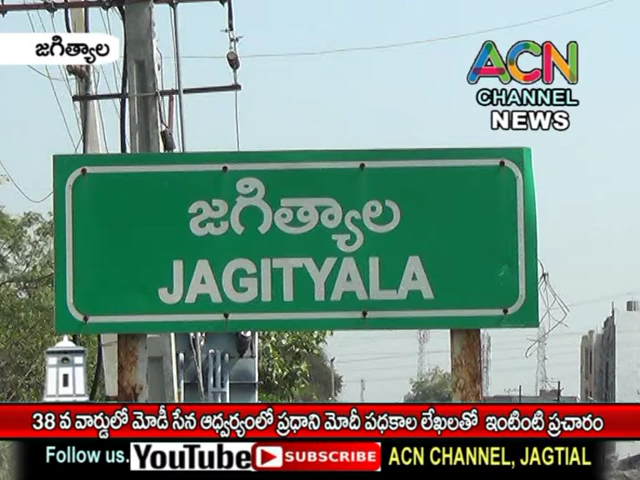 జగిత్యాల
ACN
CHANNEL
NEWS
జగిత్యాల
JAGITYALA
38 వ వార్డులో మోడీ సేన ఆధ్వర్యంలో ప్రధాని మోదీ పధకాల లేఖలతో ఇంటింటి ప్రచారం
Follow us. YouTube SUBSCRIBE ACN CHANNEL, JAGTIAL